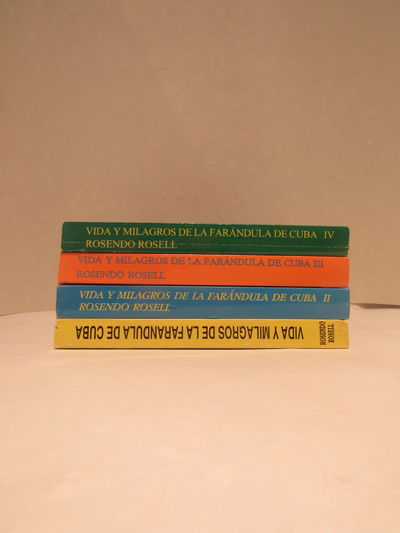 VIDA Y MILAGROS DE LA FARÁNDULA DE CUBA IV
ROSENDO ROSELL
VIDA Y MILAGROS DE LA FARÁNDULA DE CUBA III
ROSENDO ROSELL
VIDA Y MILAGROS DE LA FARÁNDULA DE CUBA II
ROSENDO ROSELL
ROSENDO
ROSELL
VIDA Y MILAGROS DE LA FARANDULA DE CUBA